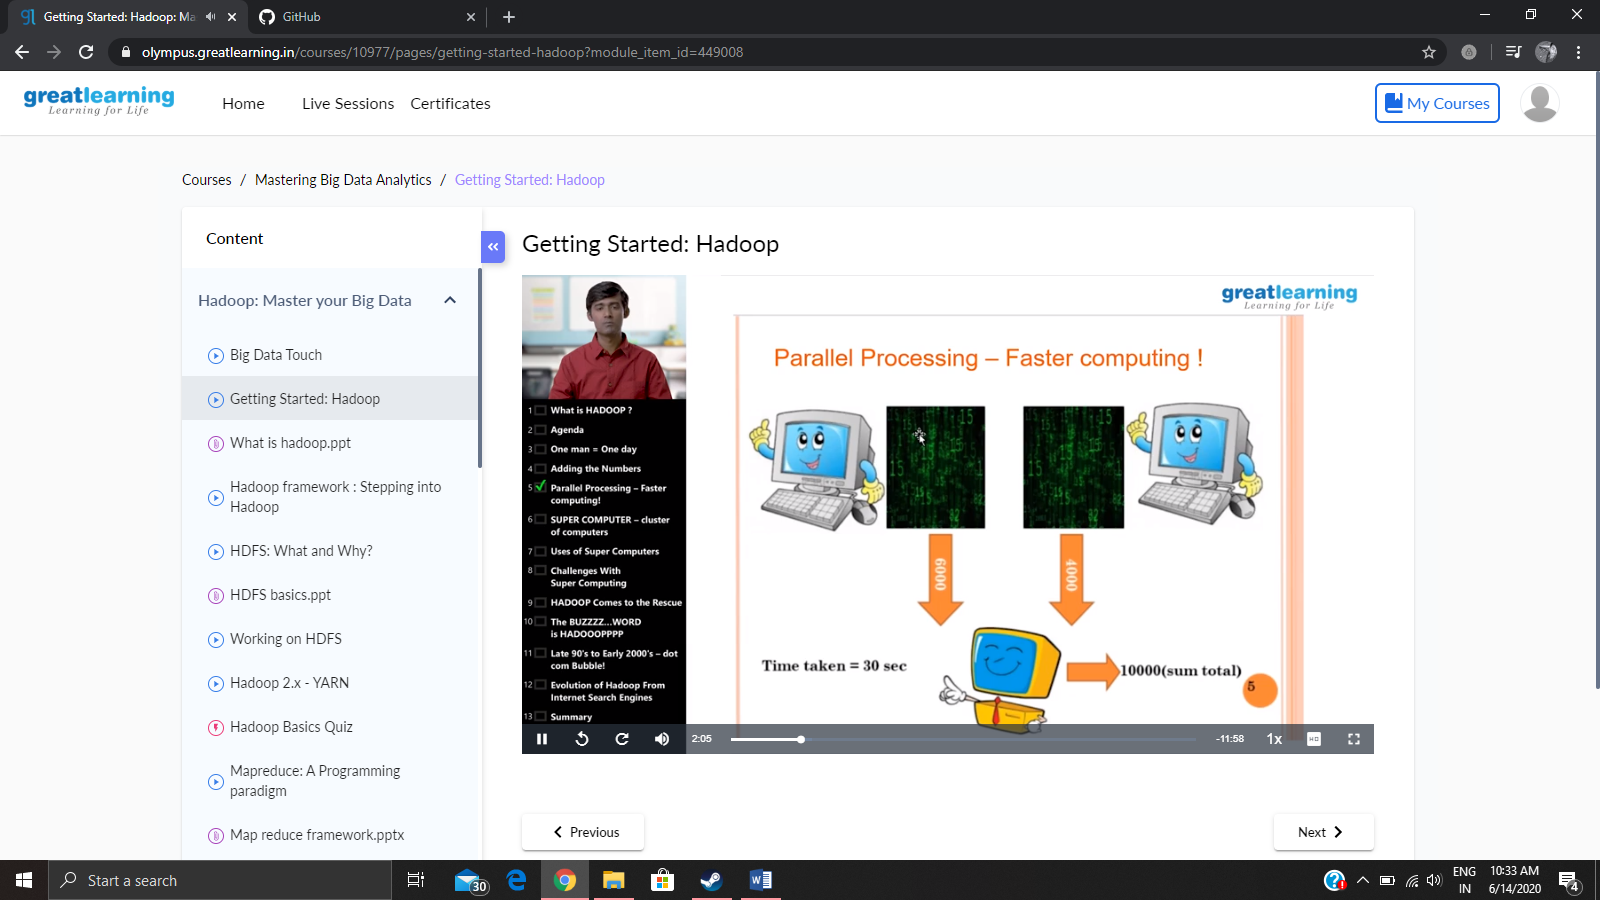 Getting Started: Hadoop: Ma
GitHub
olympus.greatlearning.in/courses/10977/pages/getting-started-hadoop?module_item_id=449008
greatlearning
Learning for Life
Home
Live Sessions
Certificates
My Courses
Courses / Mastering Big Data Analytics / Getting Started: Hadoop
Content
Hadoop: Master your Big Data
Big Data Touch
Getting Started: Hadoop
What is hadoop.ppt
Hadoop framework : Stepping into
Hadoop
HDFS: What and Why?
HDFS basics.ppt
Working on HDFS
Hadoop 2.x - YARN
Hadoop Basics Quiz
Mapreduce: A Programming
paradigm
Map reduce framework.pptx
Getting Started: Hadoop
1 What is HADOOP ?
2 Agenda
3 One man = One day
4 Adding the Numbers
5 Parallel Processing – Faster
computing!
6 SUPER COMPUTER – cluster
of computers
7 Uses of Super Computers
8 Challenges With
Super Computing
9 HADOOP Comes to the Rescue
10 The BUZZZZ...WORD
is HADOOOPPPP
11 Late 90's to Early 2000's – dot
com Bubble!
12 Evolution of Hadoop From
Internet Search Engines
13 Summary
greatlearning
Learning for Life
Parallel Processing – Faster computing !
6000
4000
Time taken = 30 sec
10000(sum total)
5
2:05
-11:58
1x
HD
Previous
Next
Start a search
30
ENG
IN
10:33 AM
6/14/2020
4